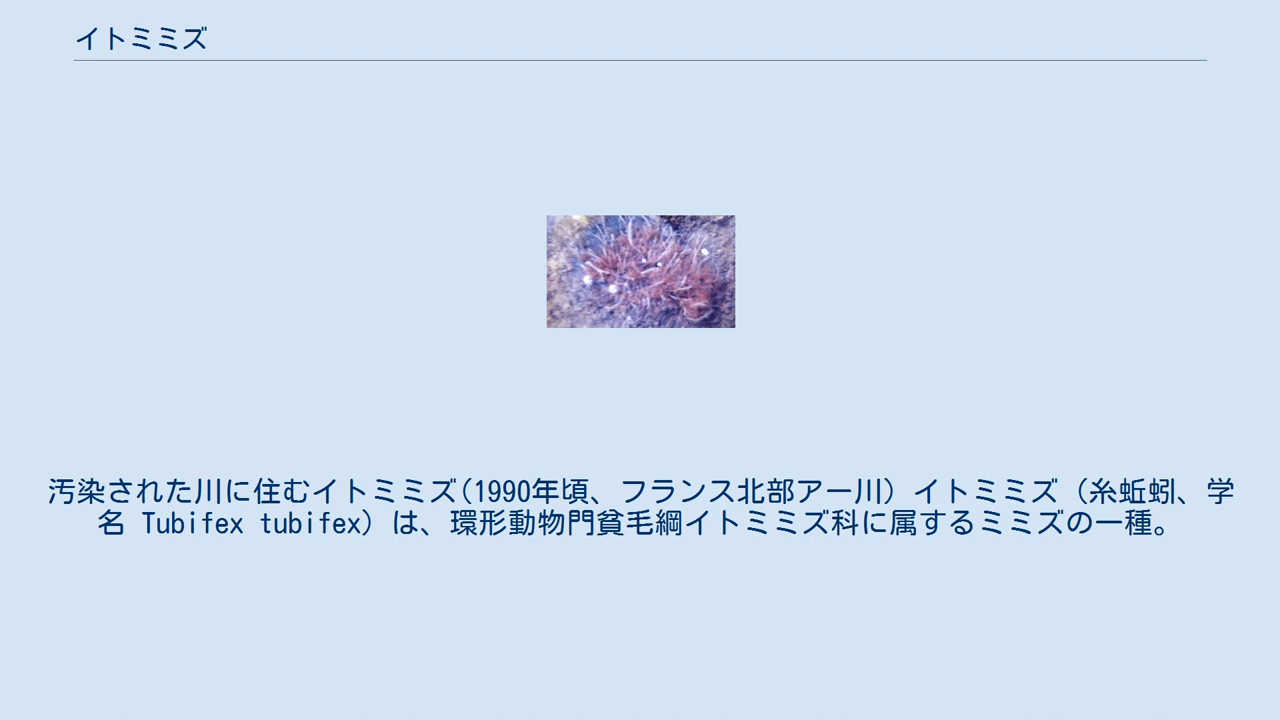 イトミミズ
汚染された川に住むイトミミズ(1990年頃、フランス北部アー川）イトミミズ（糸蚯蚓、学
名 Tubifex tubifex）は、環形動物門貧毛綱イトミミズ科に属するミミズの一種。